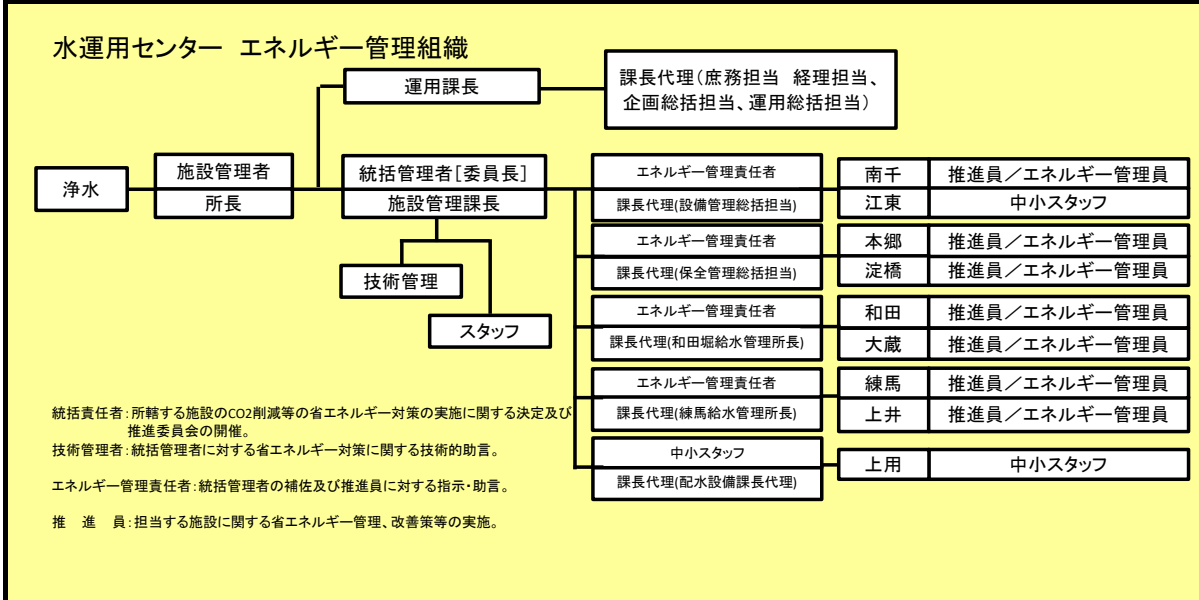 水運用センター エネルギー管理組織
運用課長
課長代理(庶務担当 経理担当、
企画総括担当、運用総括担当)
浄水
施設管理者
所長
統括管理者[委員長]
施設管理課長
技術管理
スタッフ
エネルギー管理責任者
課長代理(設備管理総括担当)
南千 推進員/エネルギー管理員
江東 中小スタッフ
エネルギー管理責任者
課長代理(保全管理総括担当)
本郷 推進員/エネルギー管理員
淀橋 推進員/エネルギー管理員
エネルギー管理責任者
課長代理(和田堀給水管理所長)
和田 推進員/エネルギー管理員
大蔵 推進員/エネルギー管理員
エネルギー管理責任者
課長代理(練馬給水管理所長)
練馬 推進員/エネルギー管理員
上井 推進員/エネルギー管理員
中小スタッフ
課長代理(配水設備課長代理)
上用 中小スタッフ
統括責任者:所轄する施設のCO2削減等の省エネルギー対策の実施に関する決定及び
推進委員会の開催。
技術管理者:統括管理者に対する省エネルギー対策に関する技術的助言。
エネルギー管理責任者:統括管理者の補佐及び推進員に対する指示・助言。
推 進 員:担当する施設に関する省エネルギー管理、改善策等の実施。